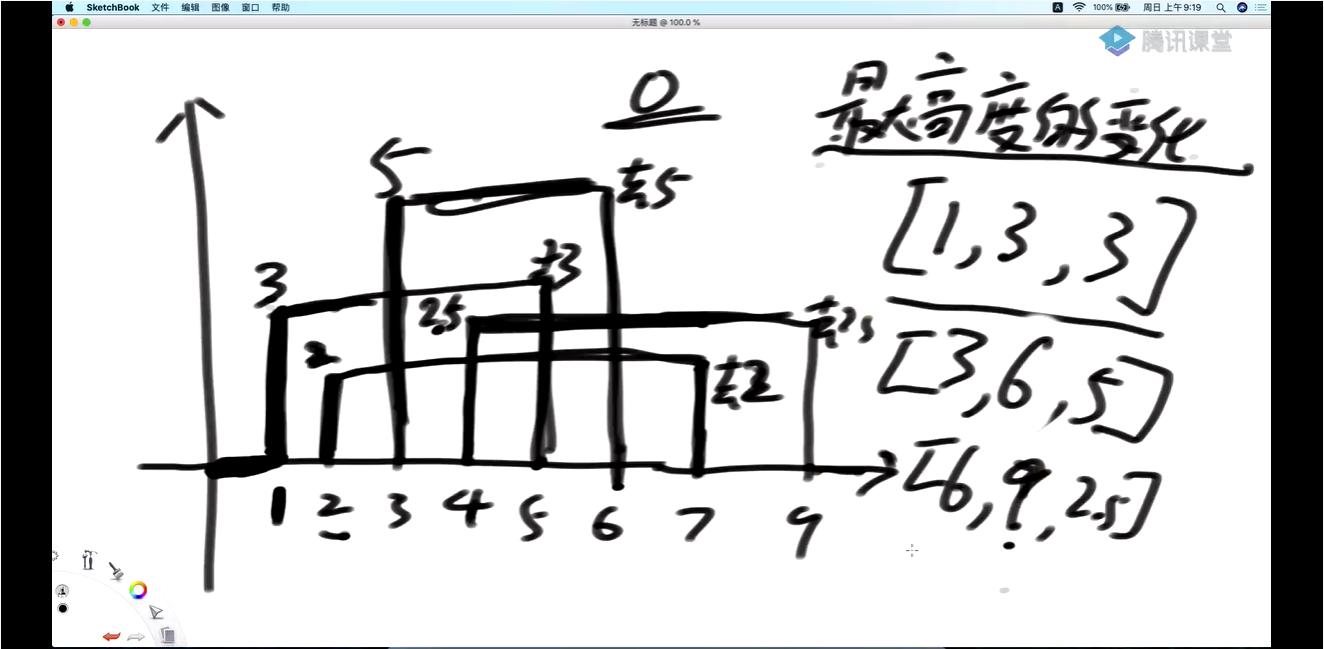 SketchBook 文件 编辑 图像 窗口 帮助
A 100% 周日 上午9:19
无标题 @ 100.0 %
腾讯课堂
0
最大高度的变化
5
去5
[1,3,3]
3
去3
2.5
去2.5
[3,6,5]
2
去2
[6,9,2.5]
1 2 3 4 5 6 7 9